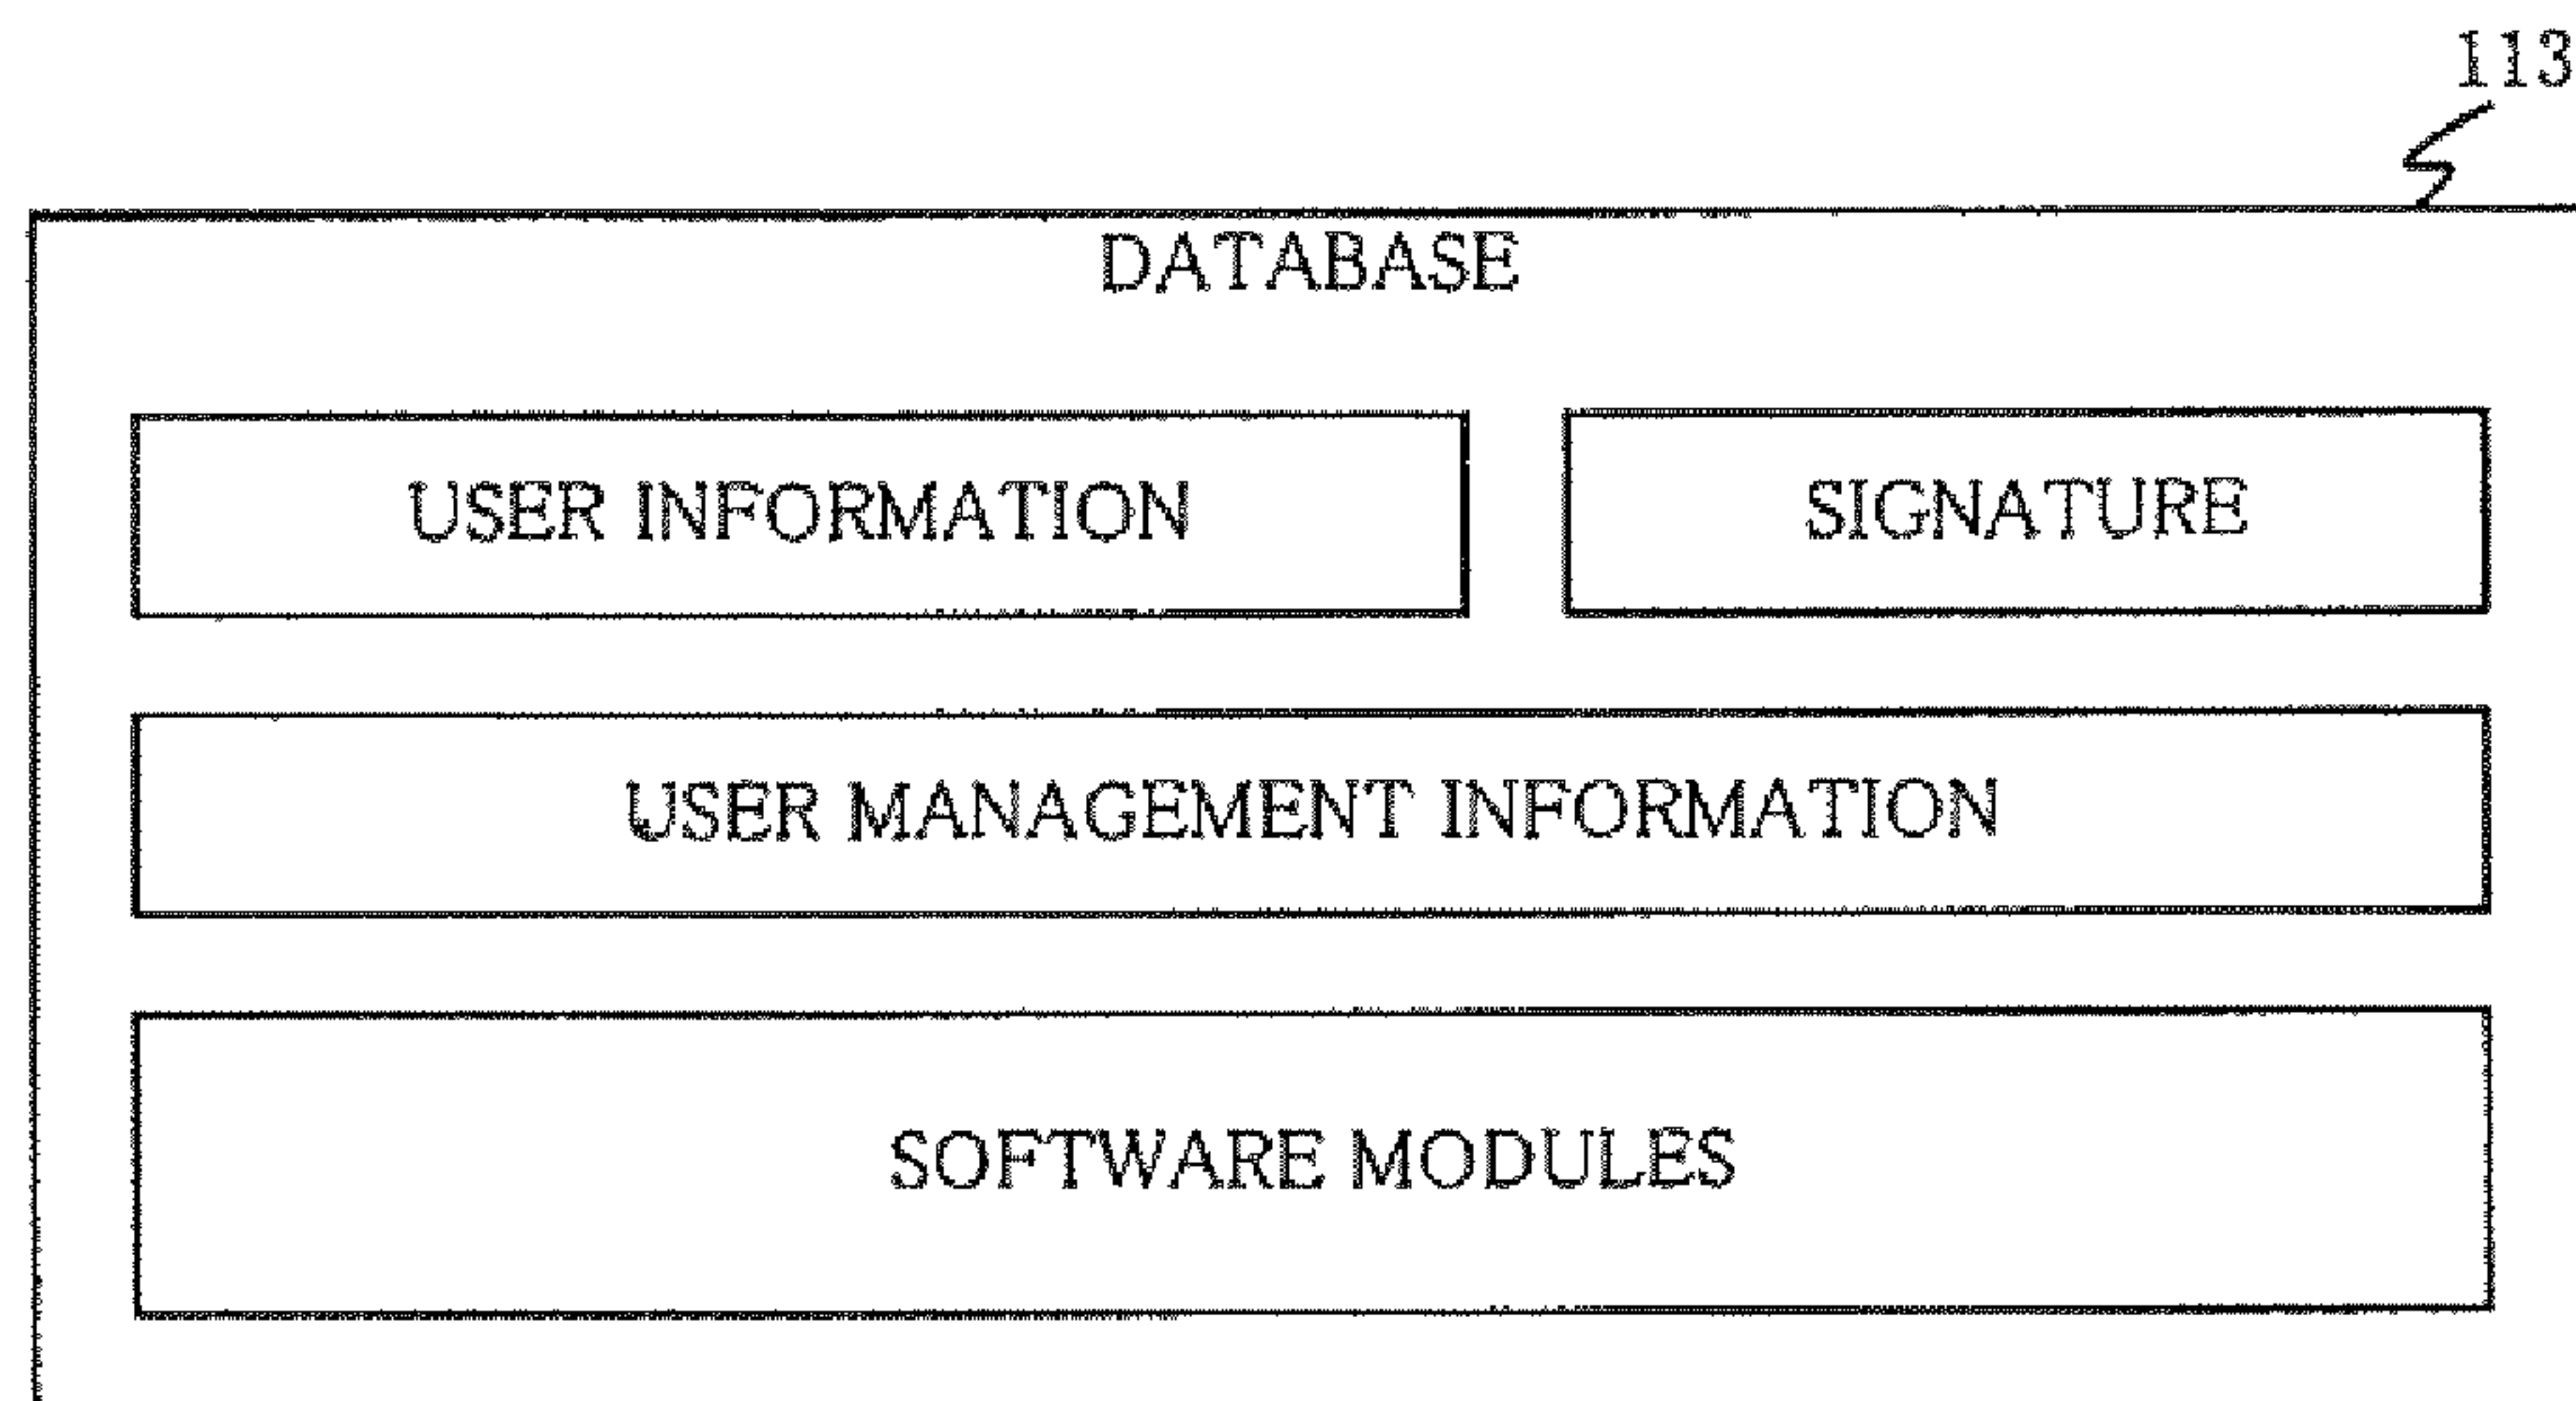 113
DATABASE
USER INFORMATION
SIGNATURE
USER MANAGEMENT INFORMATION
SOFTWARE MODULES